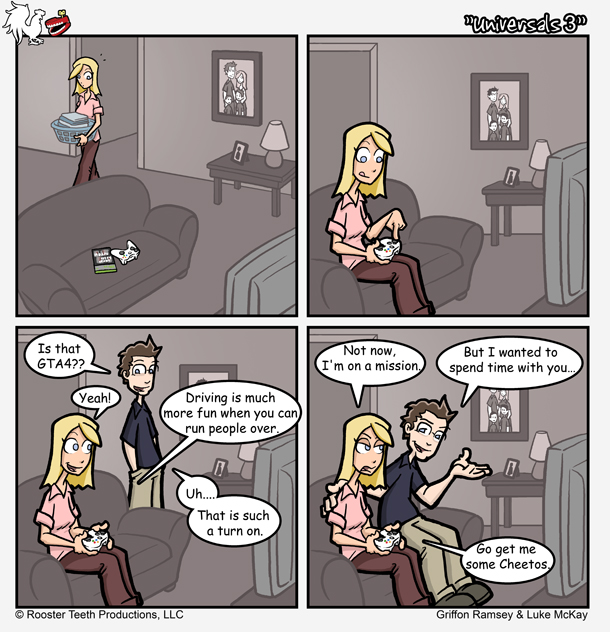 "universals 3"
Is that
GTA4??
Yeah!
Driving is much
more fun when you can
run people over.
Uh....
That is such
a turn on.
Not now,
I'm on a mission.
But I wanted to
spend time with you...
Go get me
some Cheetos.
© Rooster Teeth Productions, LLC
Griffon Ramsey & Luke McKay